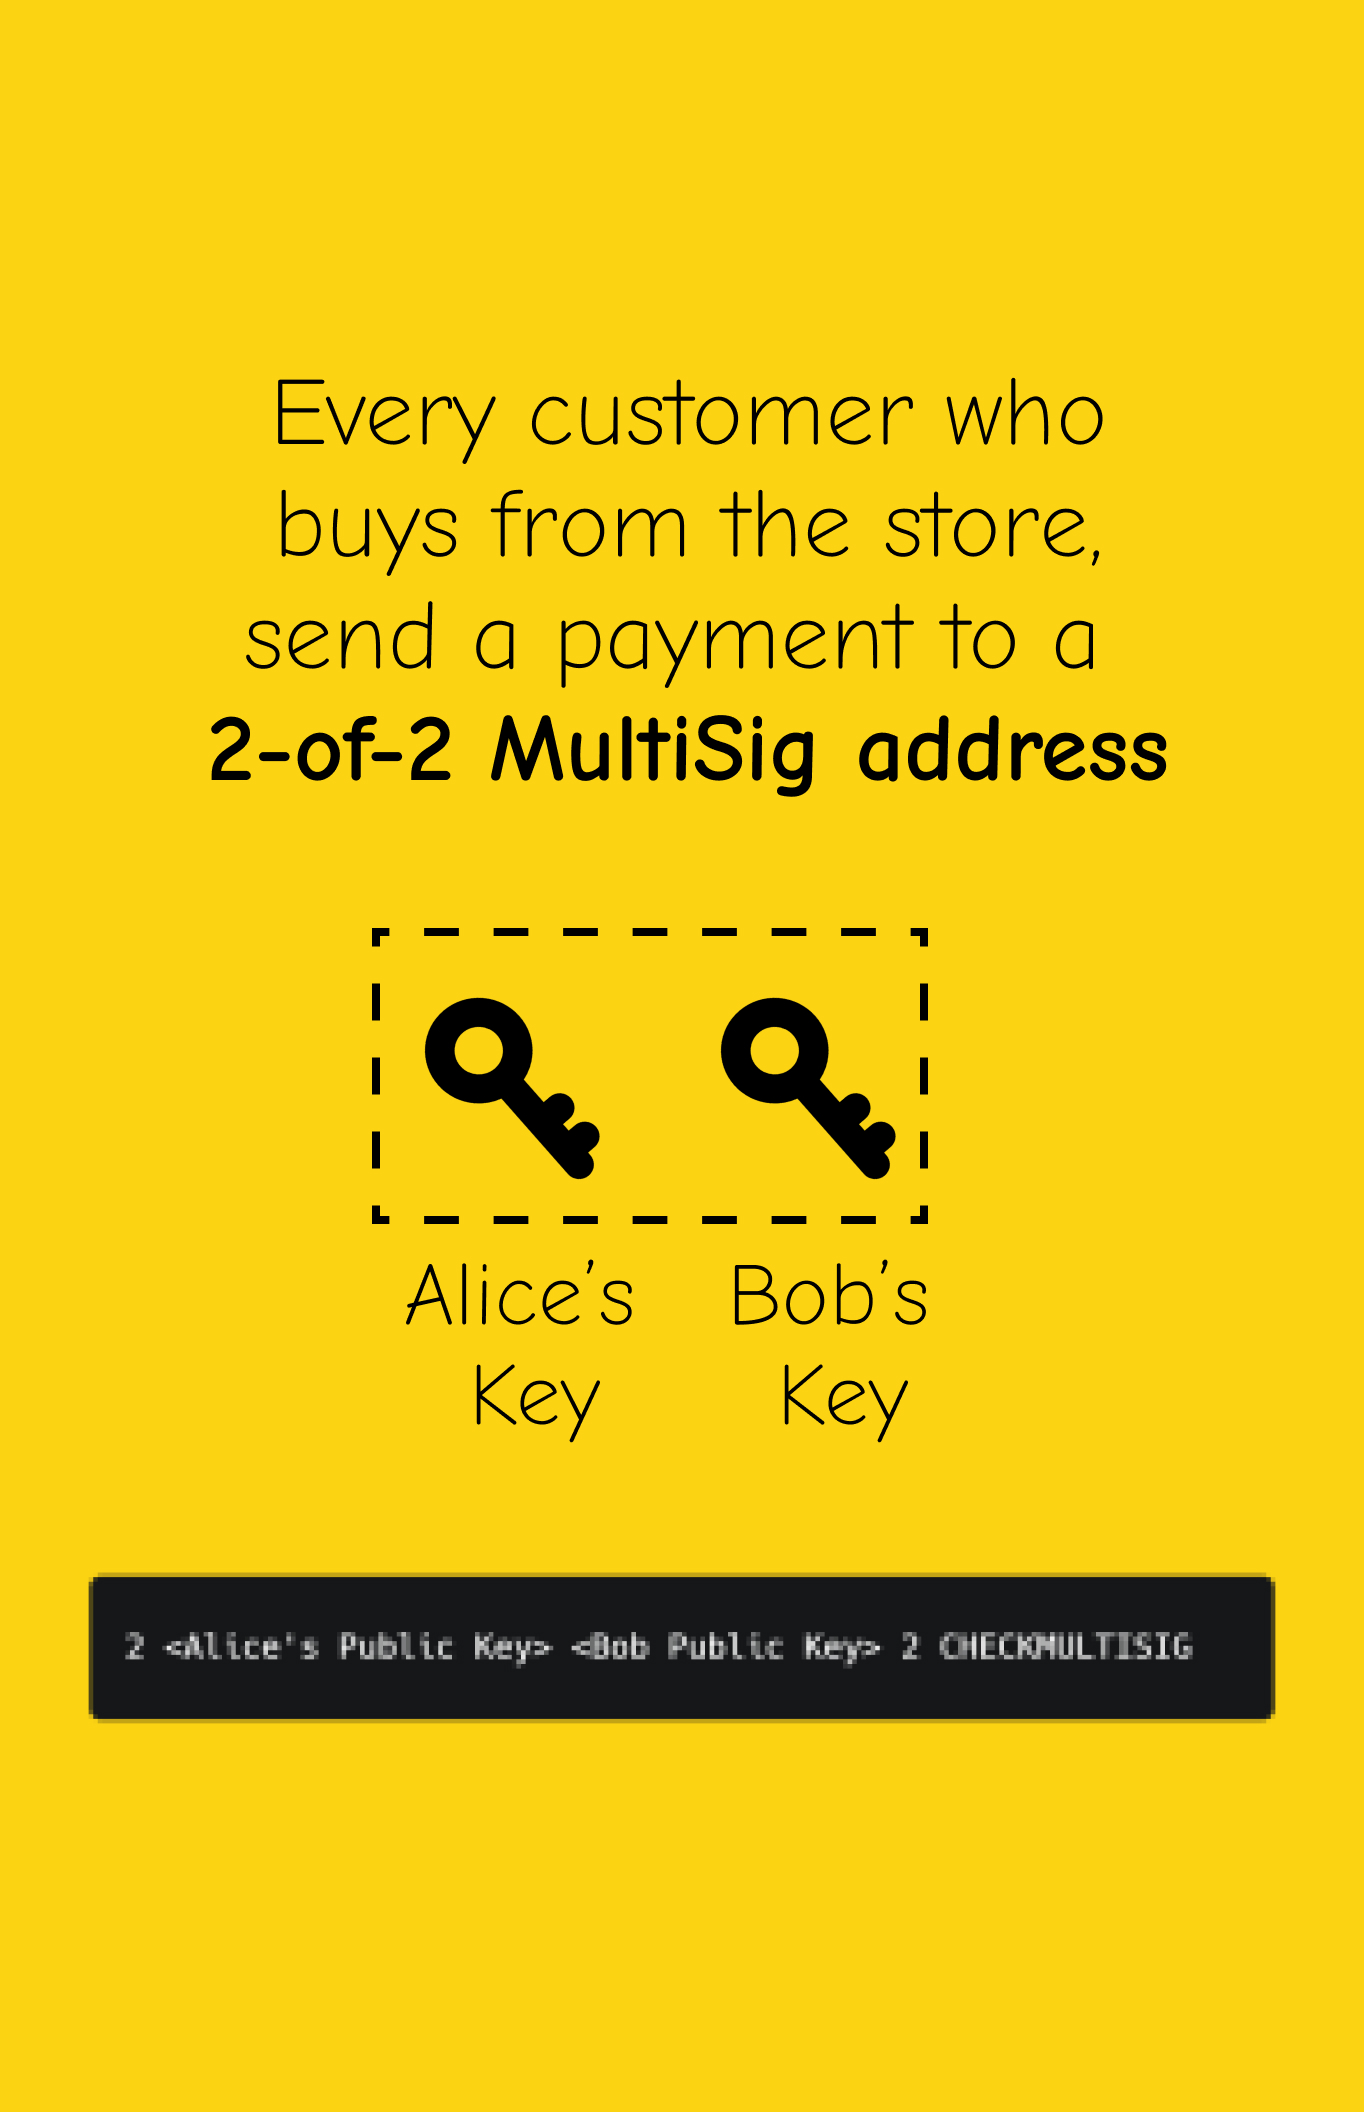 Every customer who
buys from the store,
send a payment to a
2-of-2 MultiSig address
Alice’s Bob’s
Key Key
2 <Alice's Public Key> <Bob Public Key> 2 CHECKMULTISIG